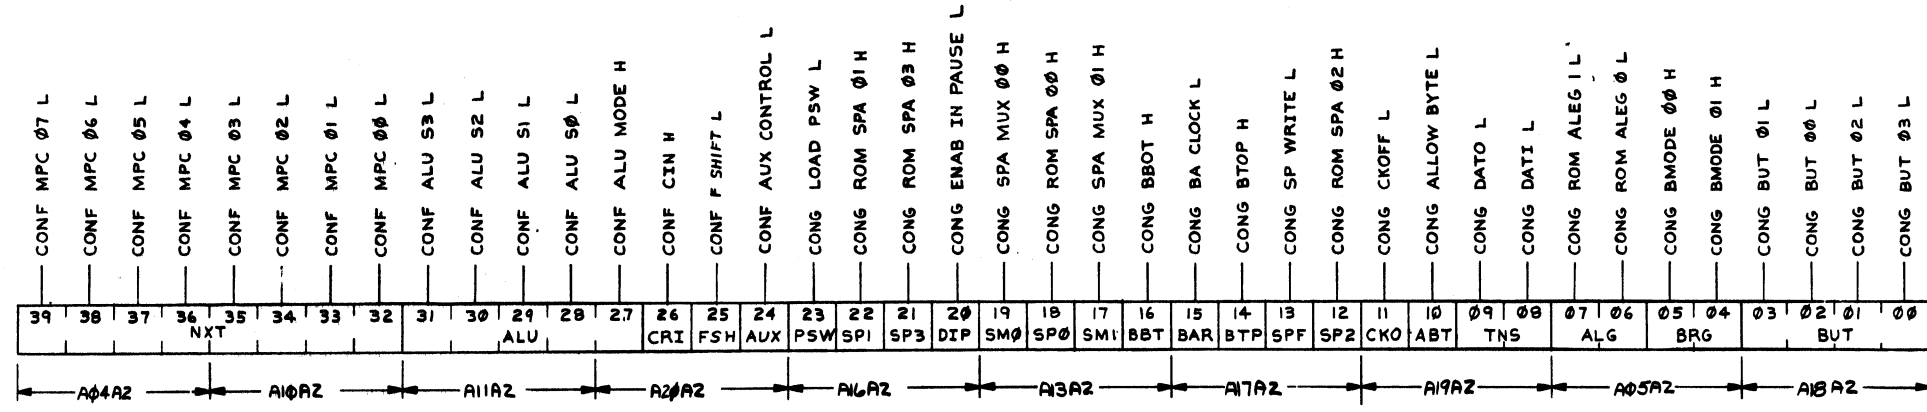 CONF MPC Ø7 L
CONF MPC Ø6 L
CONF MPC Ø5 L
CONF MPC Ø4 L
CONF MPC Ø3 L
CONF MPC Ø2 L
CONF MPC Ø1 L
CONF MPC ØØ L
CONF ALU S3 L
CONF ALU S2 L
CONF ALU S1 L
CONF ALU SØ L
CONF ALU MODE H
CONF CIN H
CONF F SHIFT L
CONF AUX CONTROL L
CONG LOAD PSW L
CONG ROM SPA Ø1 H
CONG ROM SPA Ø3 H
CONG ENAB IN PAUSE L
CONG SPA MUX ØØ H
CONG ROM SPA ØØ H
CONG SPA MUX Ø1 H
CONG BBOT H
CONG BA CLOCK L
CONG BTOP H
CONG SP WRITE L
CONG ROM SPA Ø2 H
CONG CKOFF L
CONG ALLOW BYTE L
CONG DATO L
CONG DATI L
CONG ROM ALEG 1 L
CONG ROM ALEG Ø L
CONG BMODE ØØ H
CONG BMODE Ø1 H
CONG BUT Ø1 L
CONG BUT ØØ L
CONG BUT Ø2 L
CONG BUT Ø3 L
39 38 37 36 35 34 33 32 31 30 29 28 27 26 25 24 23 22 21 2Ø 19 18 17 16 15 14 13 12 11 1Ø Ø9 Ø8 Ø7 Ø6 Ø5 Ø4 Ø3 Ø2 Ø1 ØØ
NXT ALU CRI FSH AUX PSW SP1 SP3 DIP SMØ SPØ SM1 BBT BAR BTP SPF SP2 CKO ABT TNS ALG BRG BUT
AØ4A2 A1ØA2 A11A2 A2ØA2 A16A2 A13A2 A17A2 A19A2 AØ5A2 A18A2